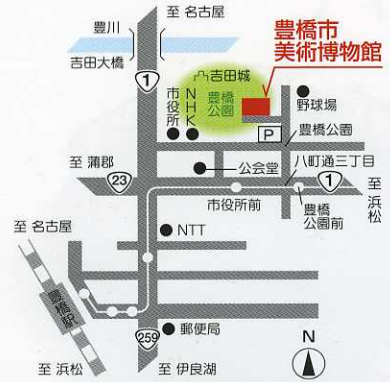 至 名古屋
豊川
吉田大橋
1
豊橋市
美術博物館
吉田城
豊橋
公園
市役所
NHK
野球場
P
豊橋公園
至 蒲郡
23
公会堂
八町通三丁目
1
至 浜松
市役所前
豊橋
公園前
至 名古屋
NTT
豊橋駅
259
郵便局
至 浜松
至 伊良湖
N